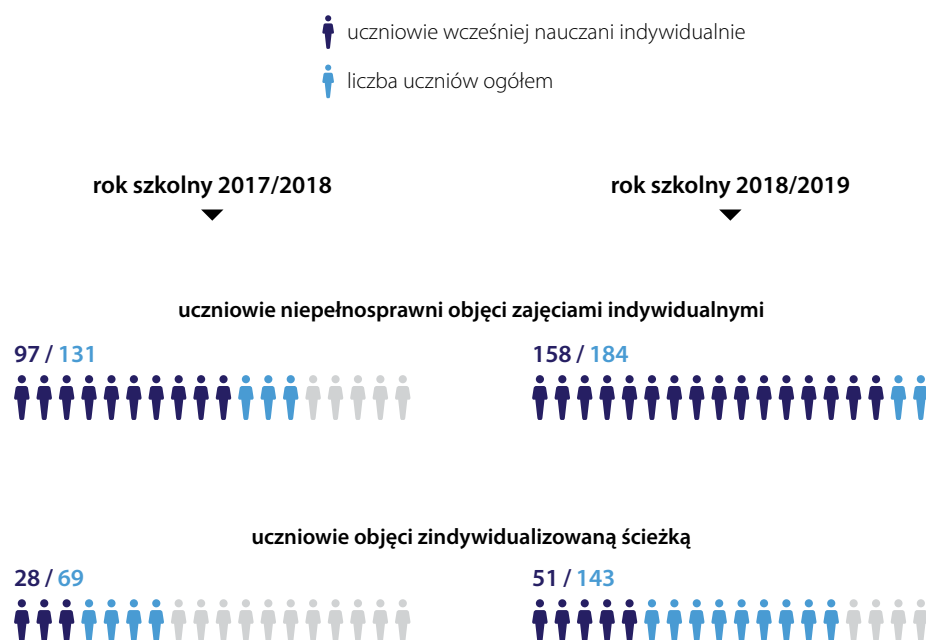 uczniowie wcześniej nauczani indywidualnie
liczba uczniów ogółem
rok szkolny 2017/2018
rok szkolny 2018/2019
uczniowie niepełnosprawni objęci zajęciami indywidualnymi
97 / 131
158 / 184
uczniowie objęci zindywidualizowaną ścieżką
28 / 69
51 / 143